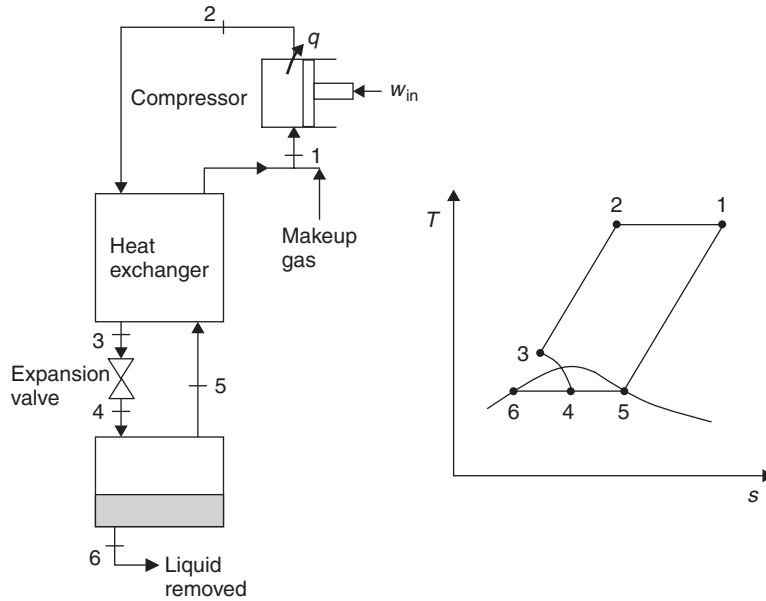 2
q
Compressor
w_in
1
Makeup
gas
Heat
exchanger
3
Expansion
valve
4
5
6
Liquid
removed
T
2
1
3
6
4
5
s